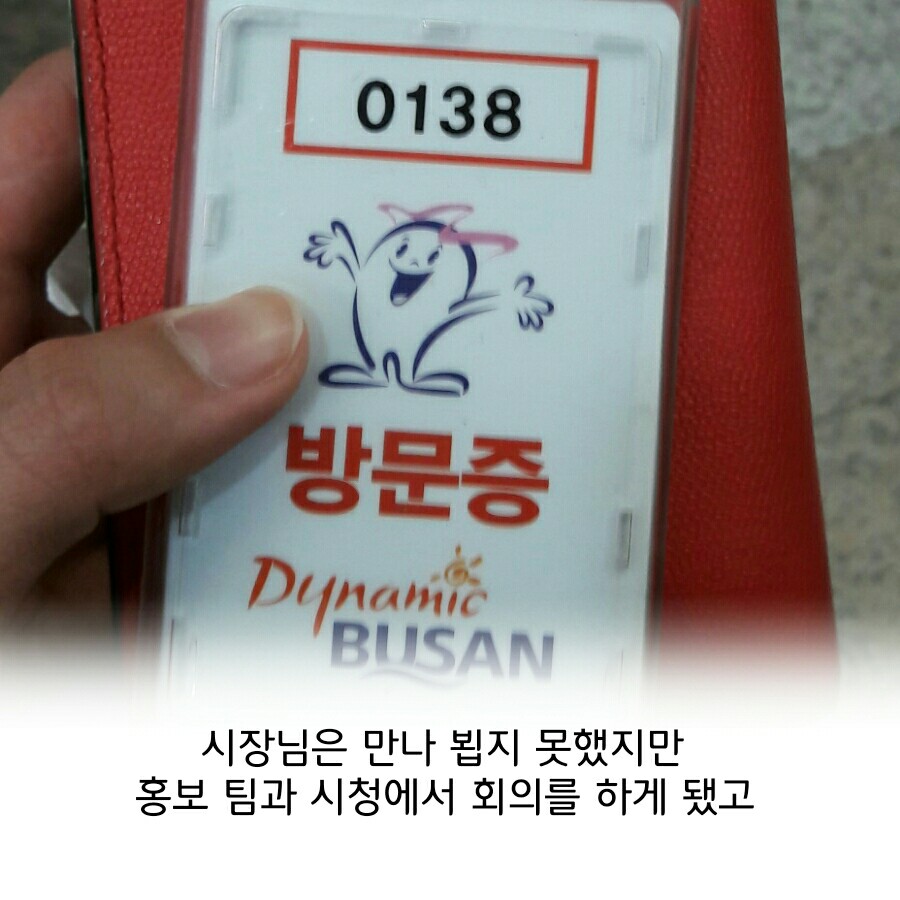 0138
방문증
Dynamic
BUSAN
시장님은 만나 뵙지 못했지만
홍보 팀과 시청에서 회의를 하게 됐고